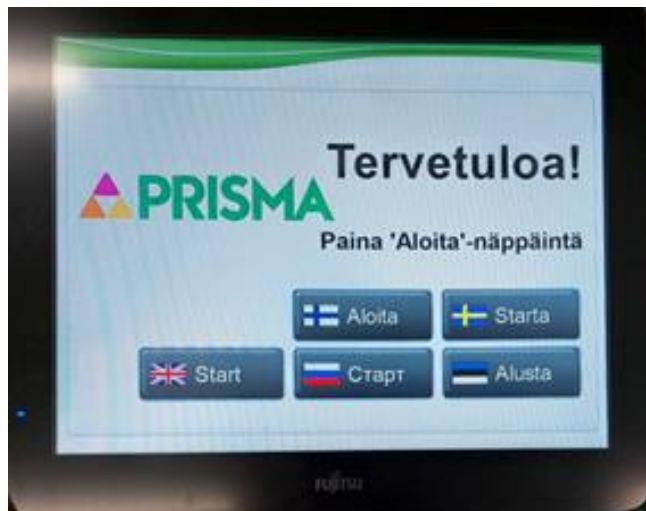 Tervetuloa!
PRISMA
Paina 'Aloita'-näppäintä
Aloita
Starta
Start
Старт
Alusta
FUJITSU